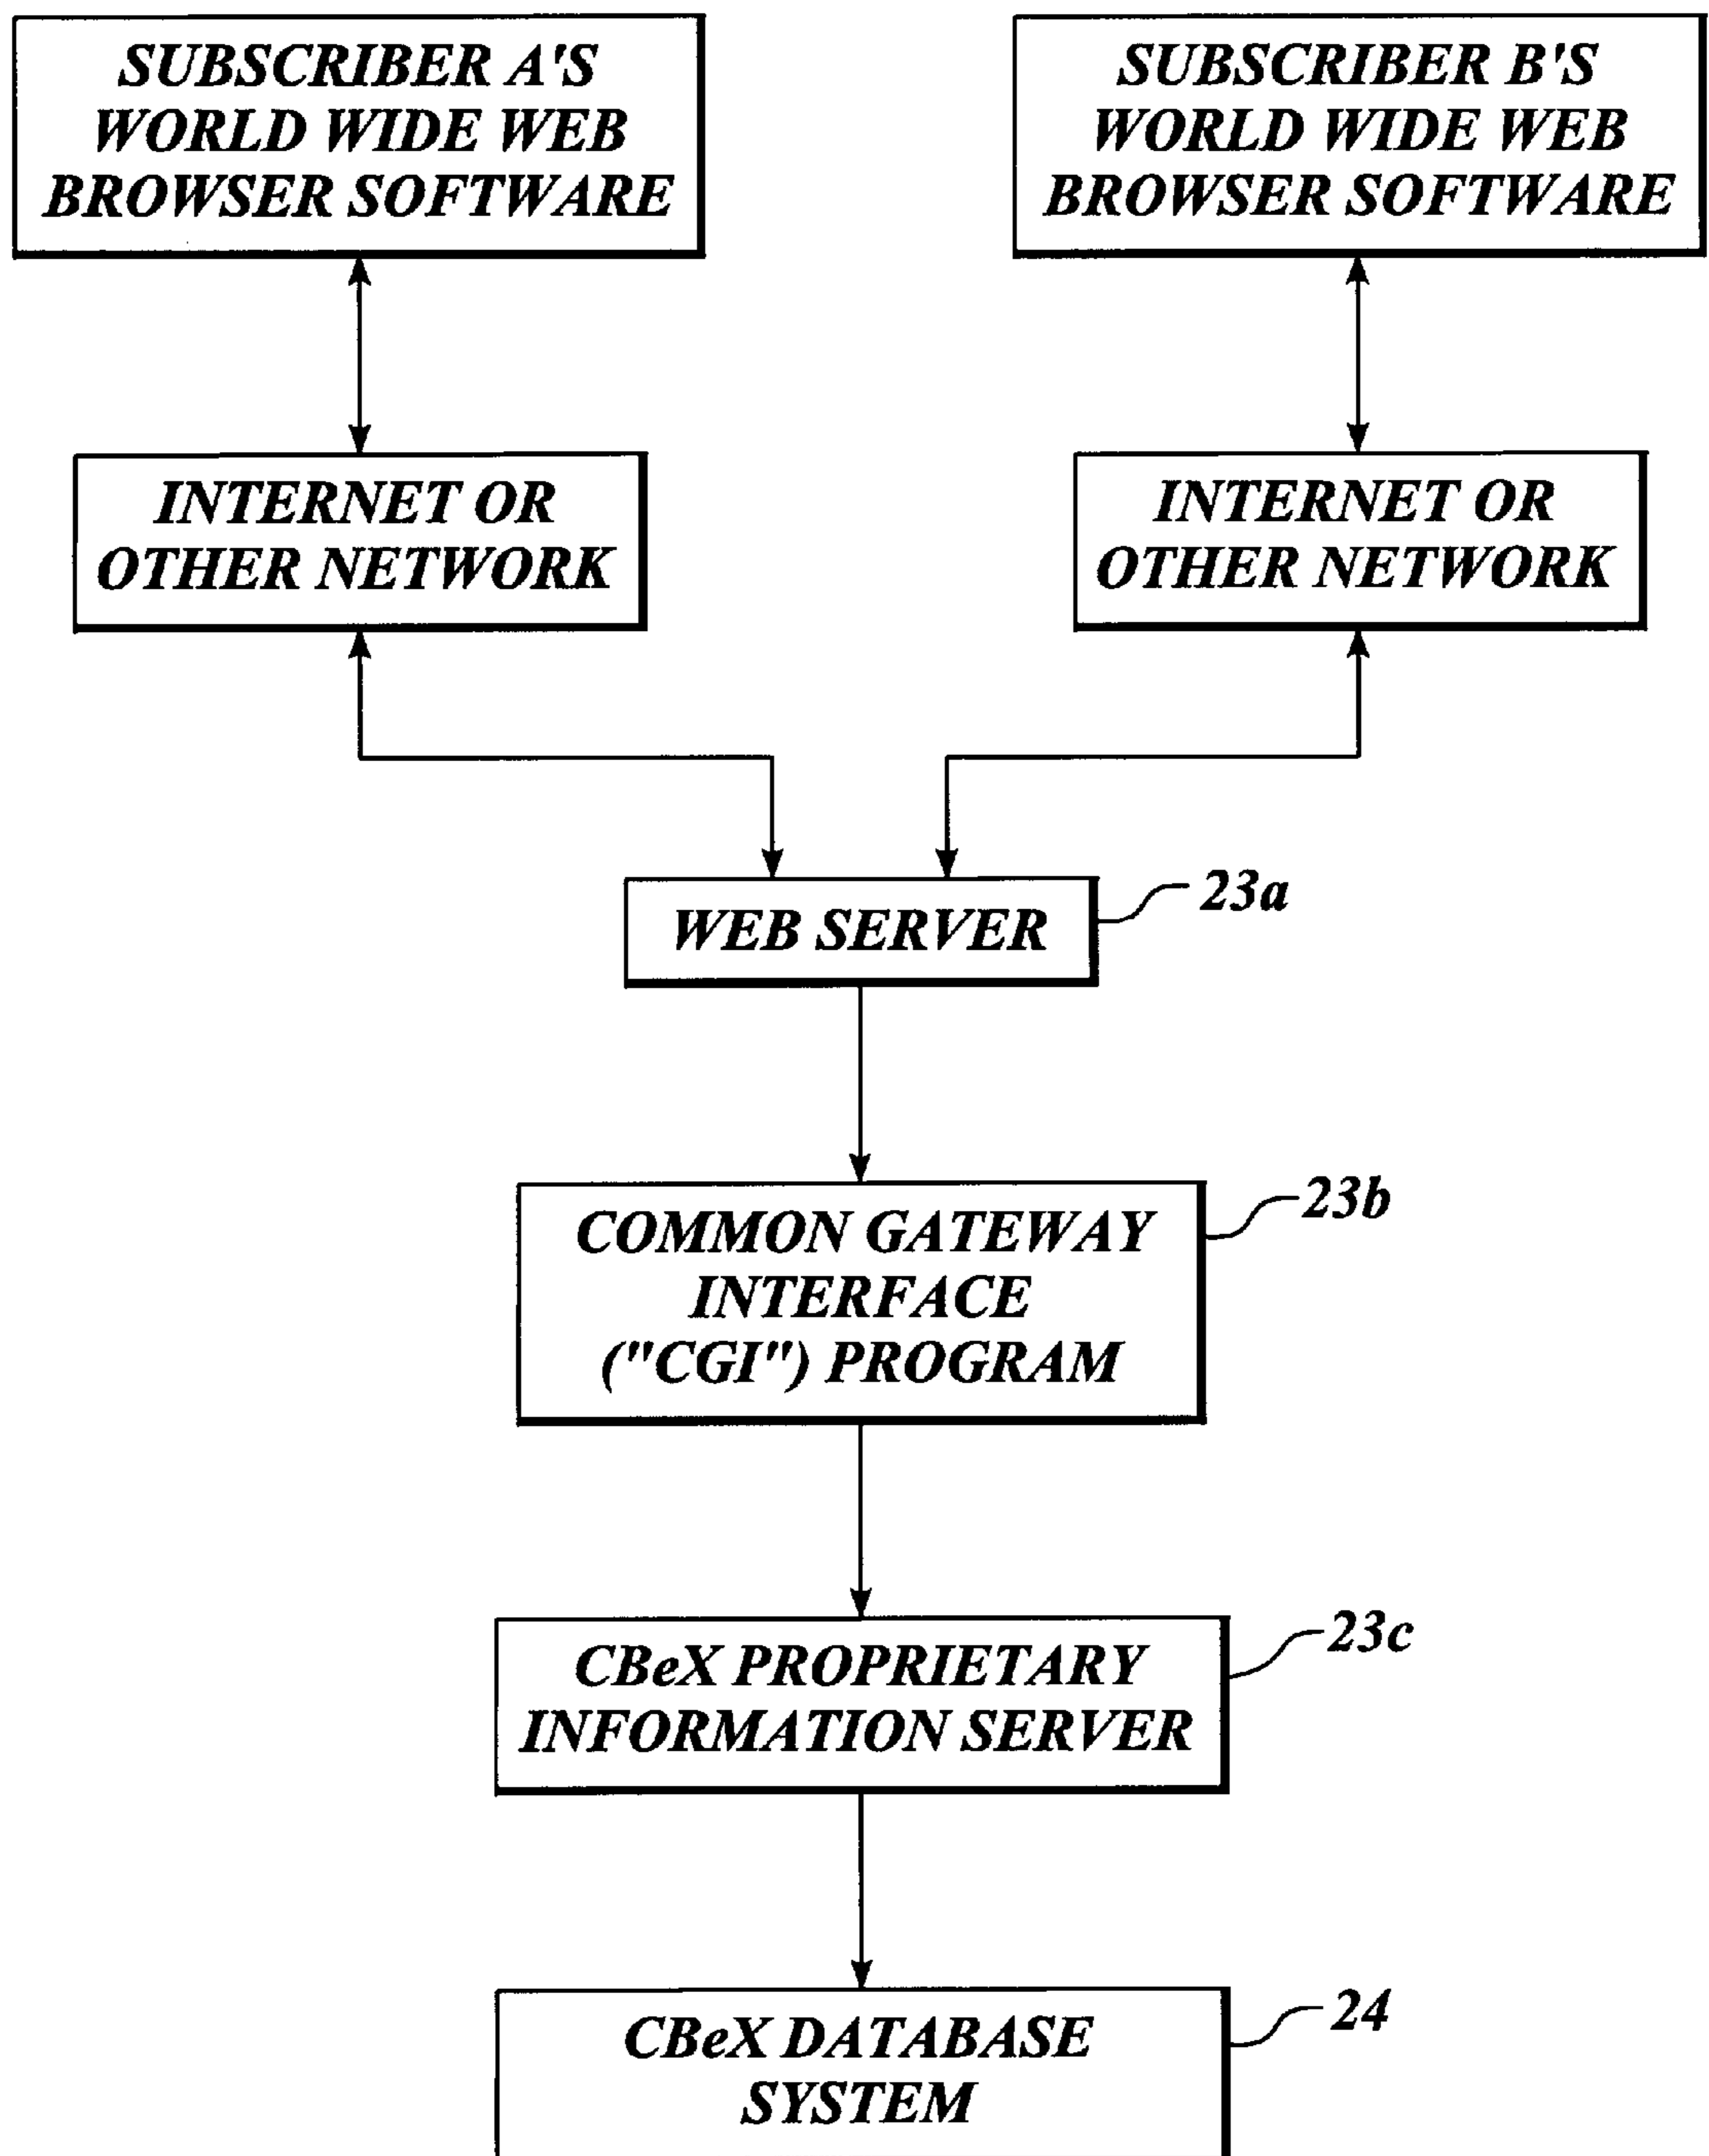 SUBSCRIBER A'S
WORLD WIDE WEB
BROWSER SOFTWARE
SUBSCRIBER B'S
WORLD WIDE WEB
BROWSER SOFTWARE
INTERNET OR
OTHER NETWORK
INTERNET OR
OTHER NETWORK
WEB SERVER
23a
COMMON GATEWAY
INTERFACE
("CGI") PROGRAM
23b
CBeX PROPRIETARY
INFORMATION SERVER
23c
CBeX DATABASE
SYSTEM
24